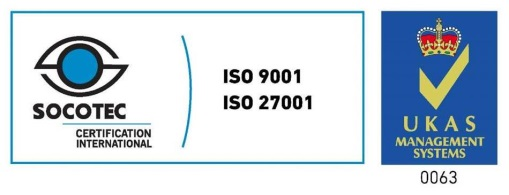 SOCOTEC
CERTIFICATION
INTERNATIONAL
ISO 9001
ISO 27001
UKAS
MANAGEMENT
SYSTEMS
0063